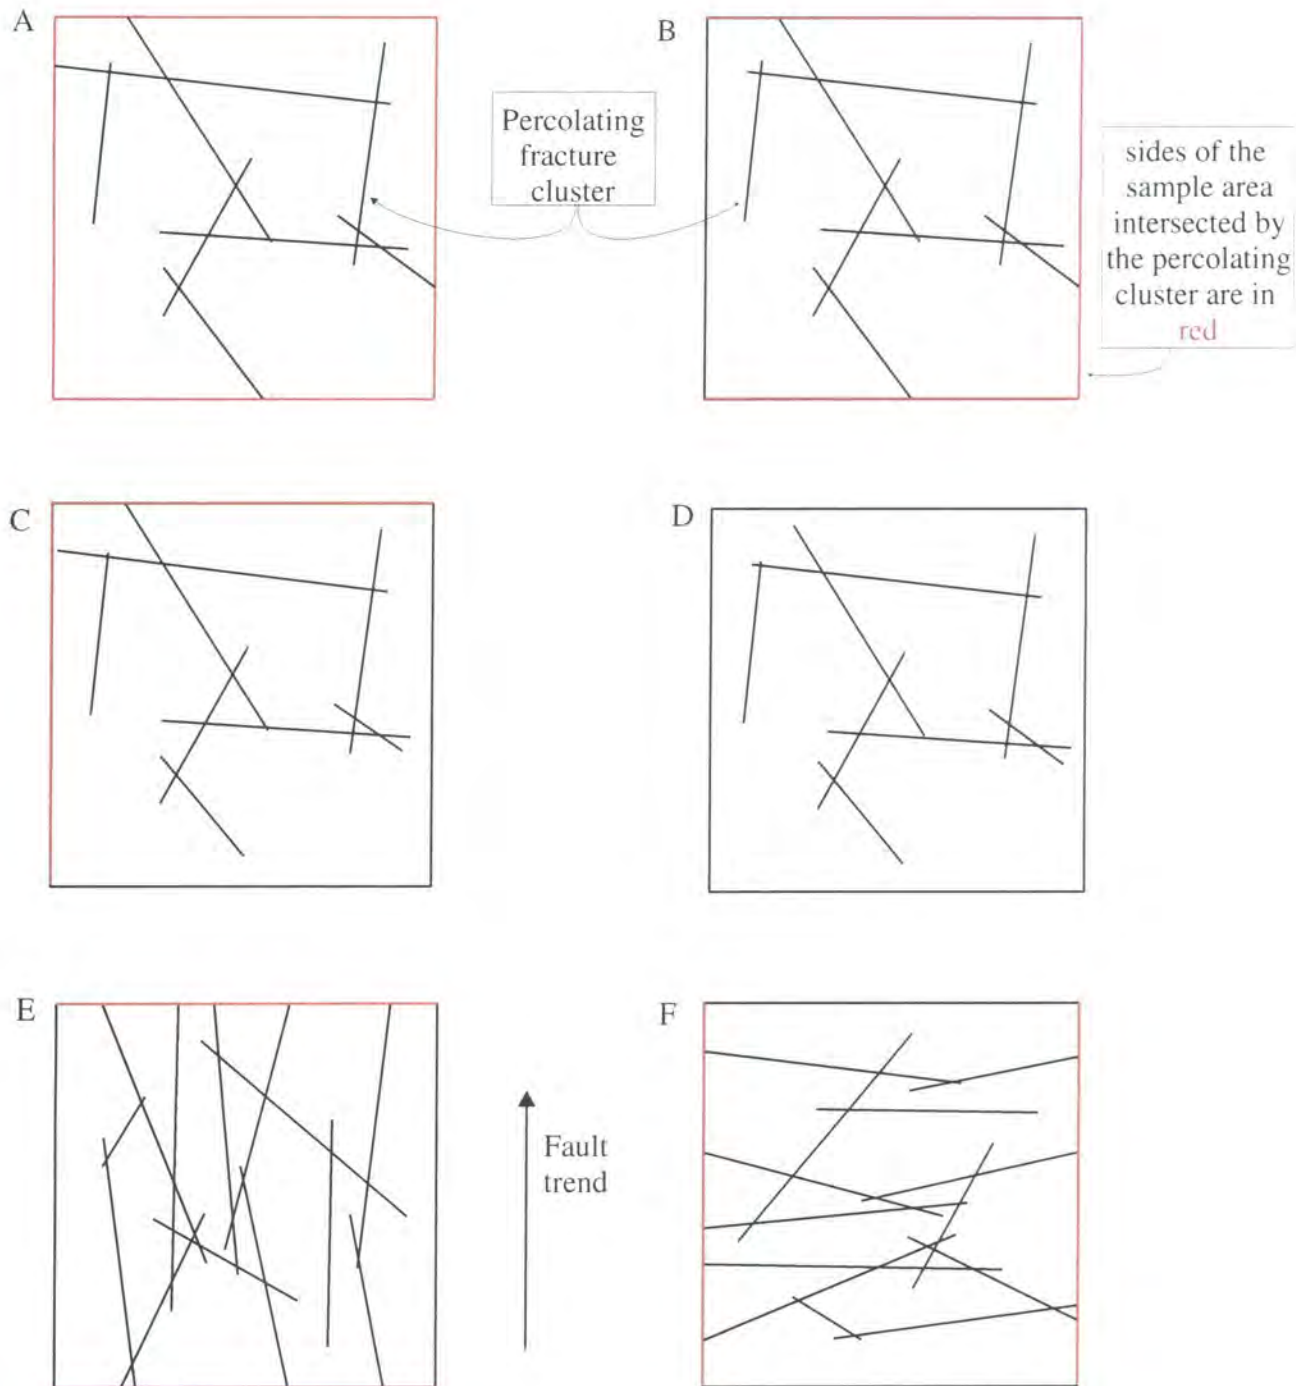 A
B
Percolating
fracture
cluster
sides of the
sample area
intersected by
the percolating
cluster are in
red
C
D
E
Fault
trend
F